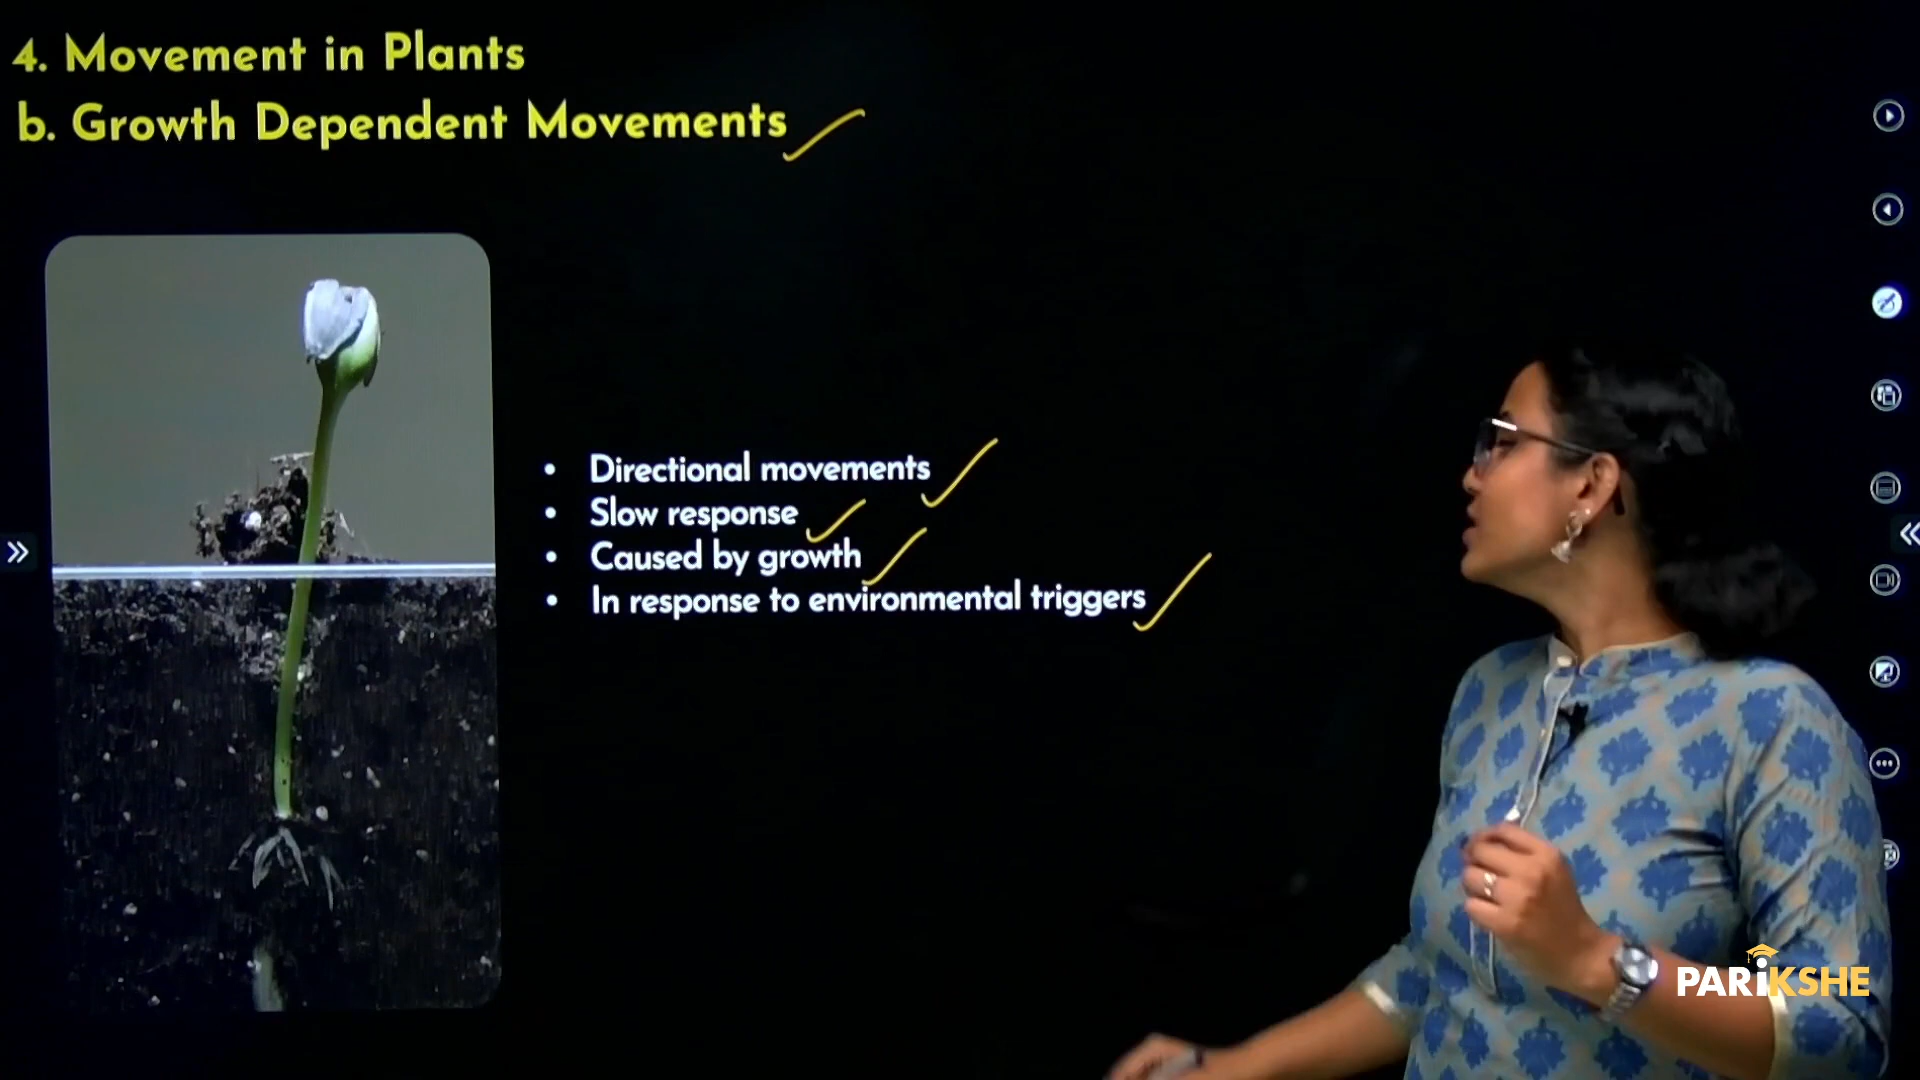 4. Movement in Plants
b. Growth Dependent Movements
• Directional movements
• Slow response
• Caused by growth
• In response to environmental triggers
PARIKSHE